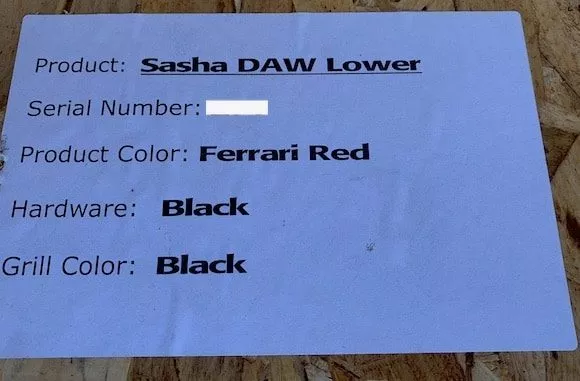 Product: Sasha DAW Lower
Serial Number:
Product Color: Ferrari Red
Hardware: Black
Grill Color: Black